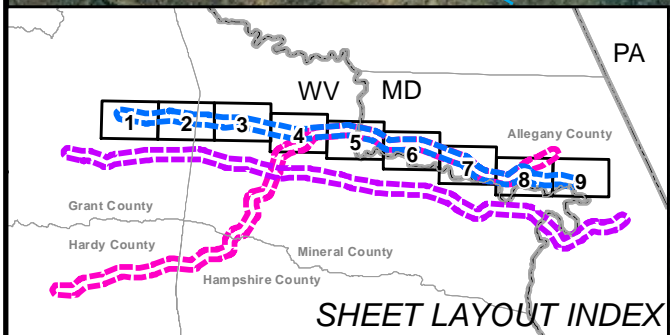 PA
WV MD
1 2 3 4 5 6 7 8 9
Allegany County
Grant County
Hardy County
Mineral County
Hampshire County
SHEET LAYOUT INDEX